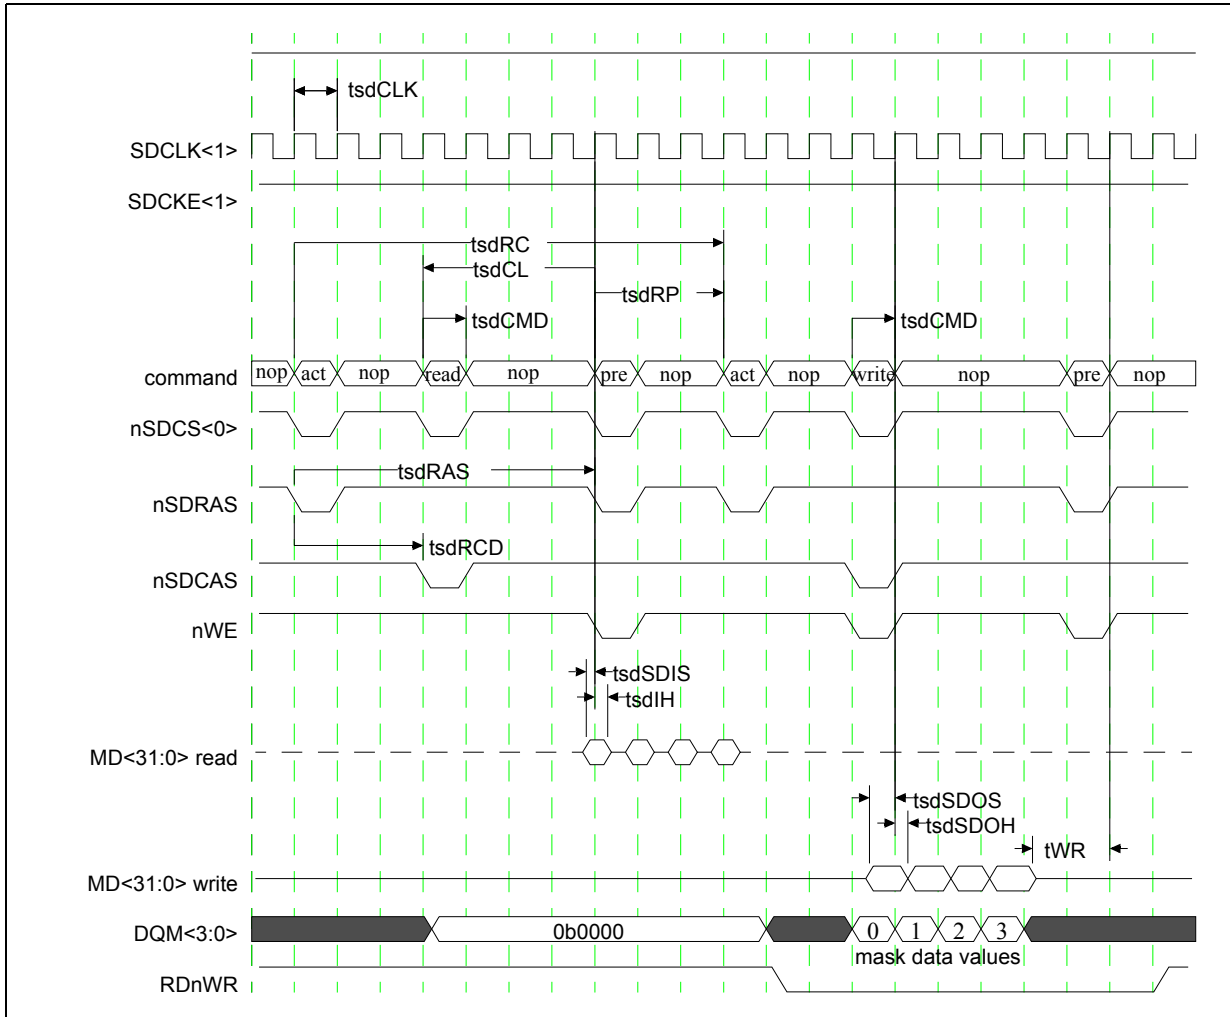 tsdCLK
SDCLK<1>
SDCKE<1>
tsdRC
tsdCL
tsdRP
tsdCMD tsdCMD
command nop act nop read nop pre nop act nop write nop pre nop
nSDCS<0>
tsdRAS
nSDRAS
tsdRCD
nSDCAS
nWE
tsdSDIS
tsdIH
MD<31:0> read
tsdSDOS
tsdSDOH
tWR
MD<31:0> write
DQM<3:0> 0b0000 0 1 2 3
mask data values
RDnWR